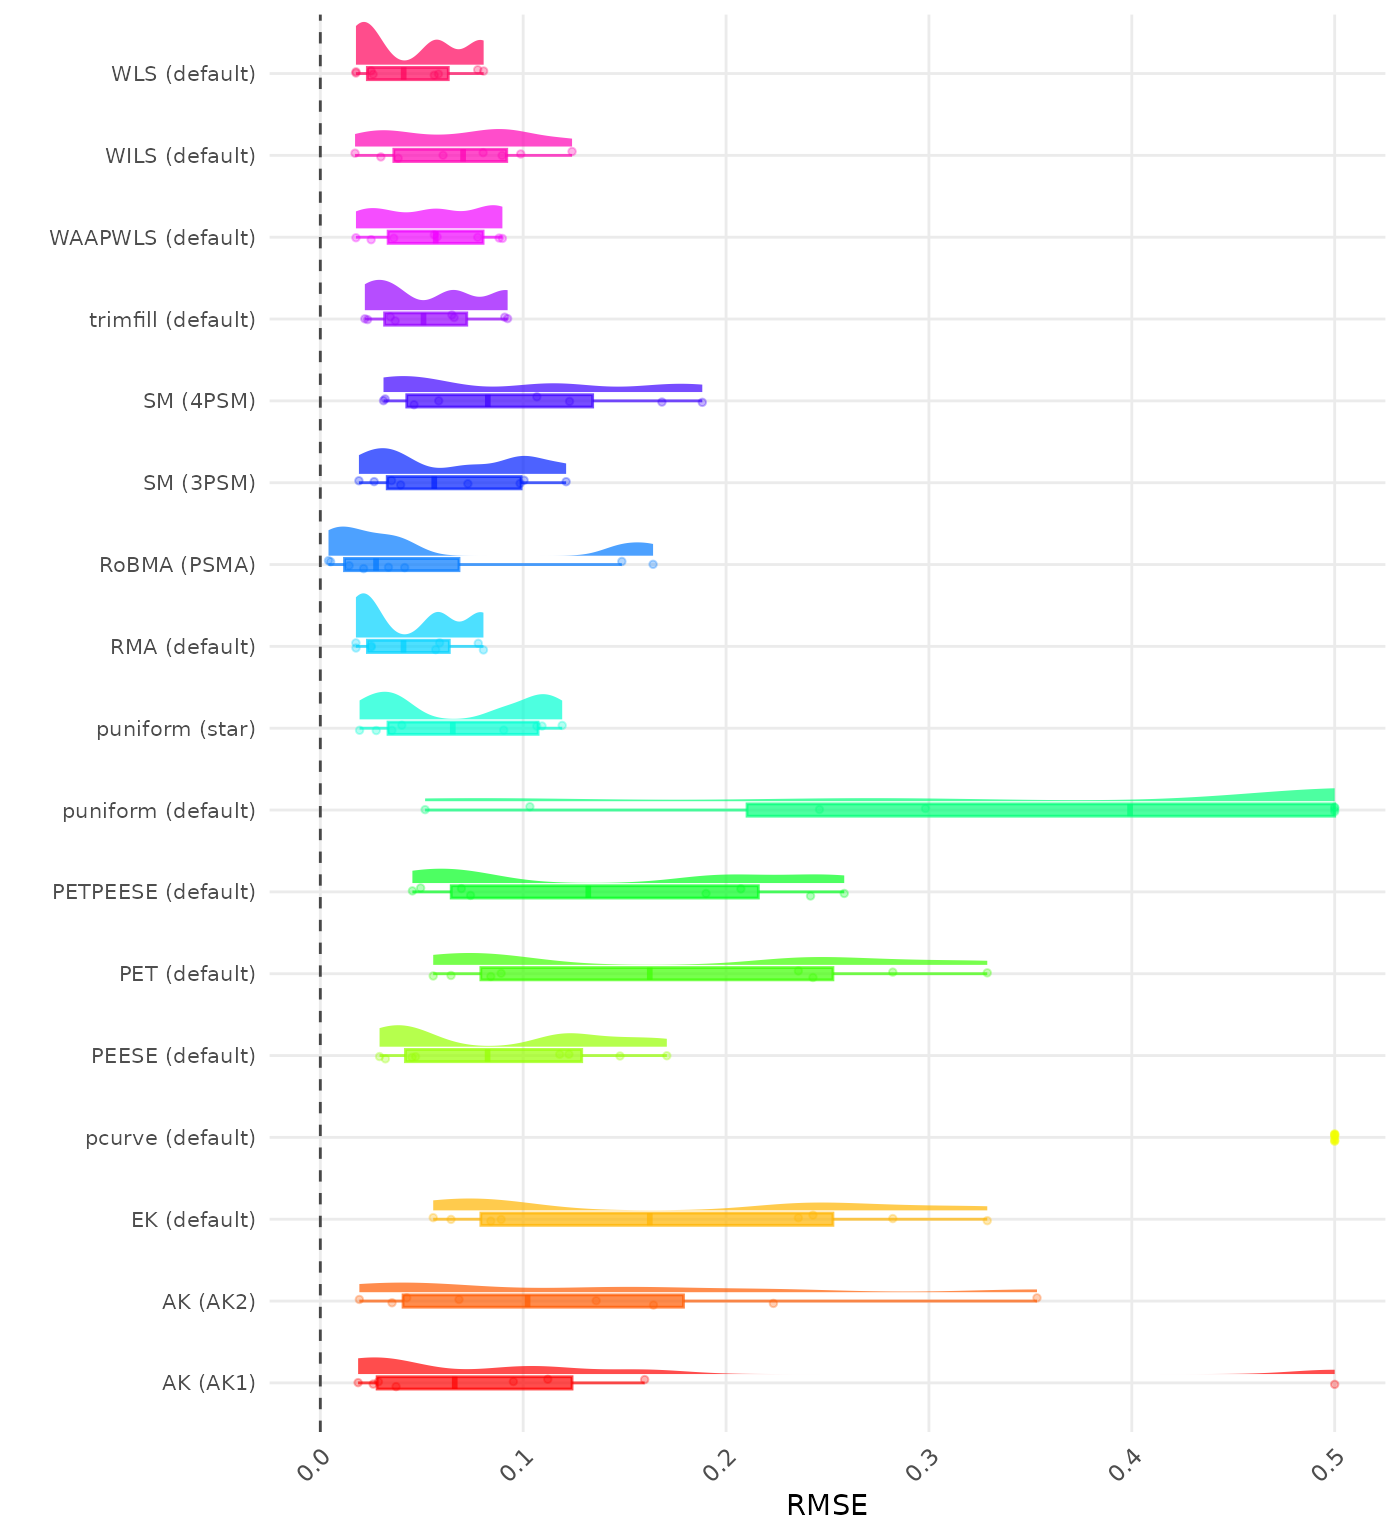 WLS (default)
WILS (default)
WAAPWLS (default)
trimfill (default)
SM (4PSM)
SM (3PSM)
RoBMA (PSMA)
RMA (default)
puniform (star)
puniform (default)
PETPEESE (default)
PET (default)
PEESE (default)
pcurve (default)
EK (default)
AK (AK2)
AK (AK1)
0.0 0.1 0.2 0.3 0.4 0.5
RMSE